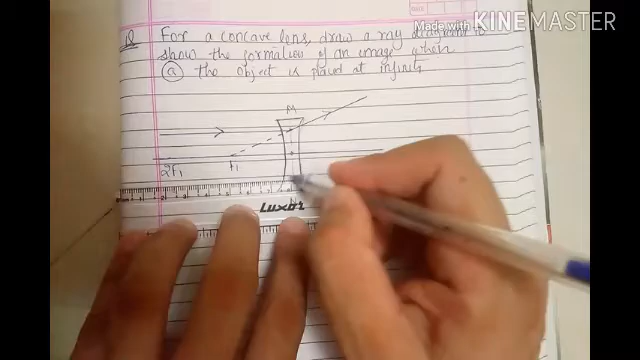 DATE
Made with KINEMASTER
Q For a concave lens, draw a ray diagram to
show the formation of an image when
a the object is placed at infinity
M
2F1 F1
Luxor